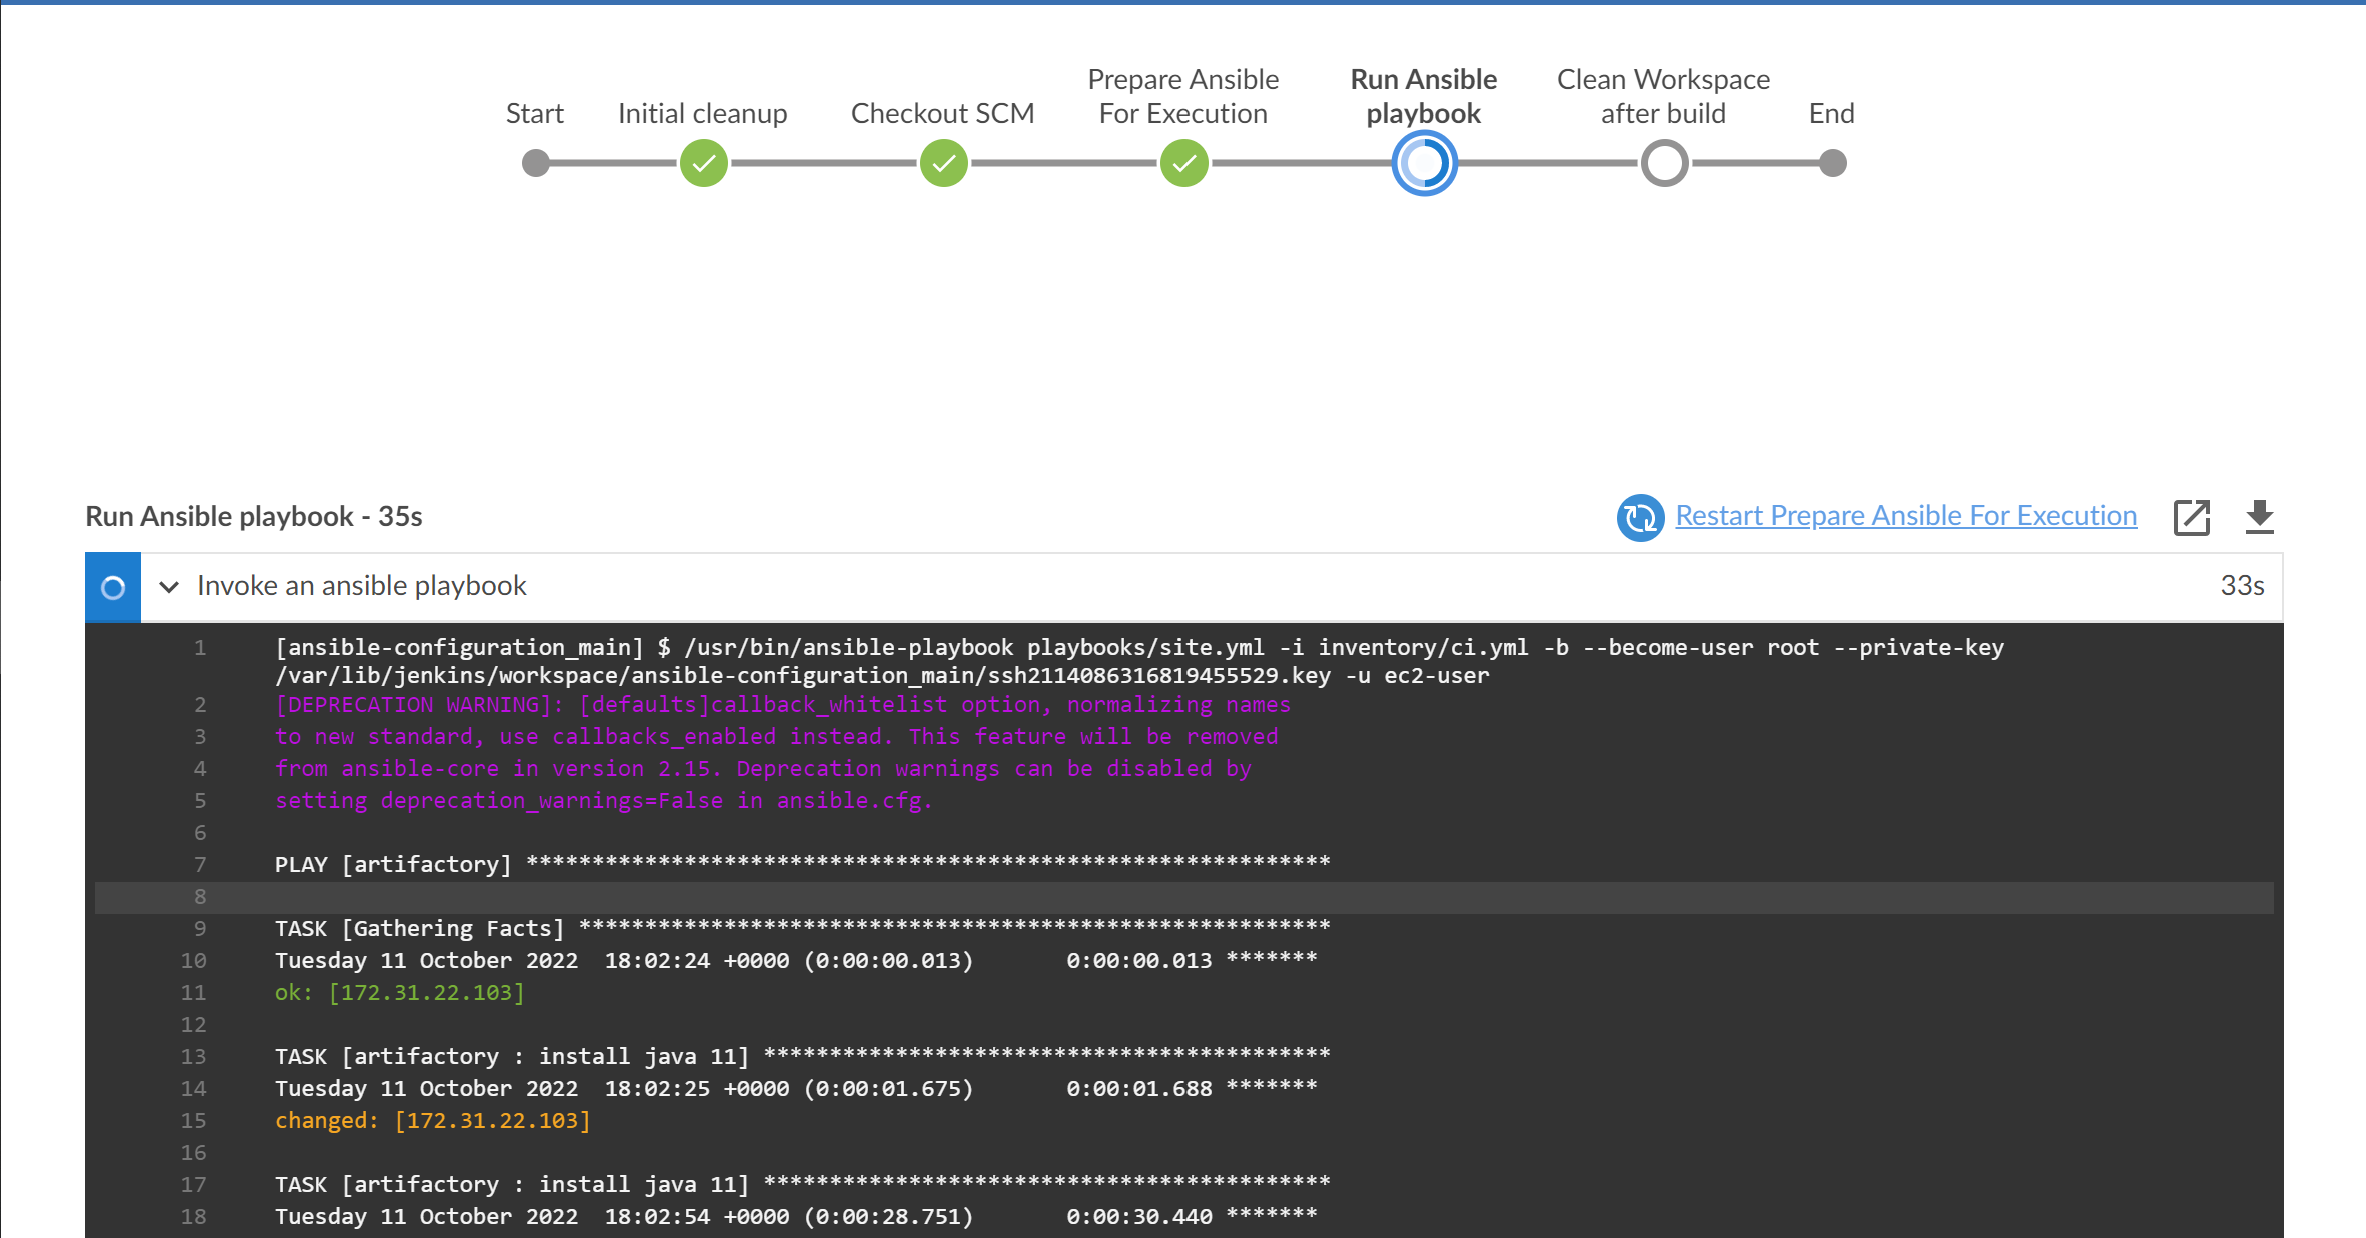 Start
Initial cleanup
Checkout SCM
Prepare Ansible
For Execution
Run Ansible
playbook
Clean Workspace
after build
End
Run Ansible playbook - 35s
Restart Prepare Ansible For Execution
Invoke an ansible playbook
33s
1 [ansible-configuration_main] $ /usr/bin/ansible-playbook playbooks/site.yml -i inventory/ci.yml -b --become-user root --private-key
/var/lib/jenkins/workspace/ansible-configuration_main/ssh2114086316819455529.key -u ec2-user
2 [DEPRECATION WARNING]: [defaults]callback_whitelist option, normalizing names
3 to new standard, use callbacks_enabled instead. This feature will be removed
4 from ansible-core in version 2.15. Deprecation warnings can be disabled by
5 setting deprecation_warnings=False in ansible.cfg.
6
7 PLAY [artifactory] *************************************************************
8
9 TASK [Gathering Facts] *********************************************************
10 Tuesday 11 October 2022  18:02:24 +0000 (0:00:00.013)       0:00:00.013 *******
11 ok: [172.31.22.103]
12
13 TASK [artifactory : install java 11] *******************************************
14 Tuesday 11 October 2022  18:02:25 +0000 (0:00:01.675)       0:00:01.688 *******
15 changed: [172.31.22.103]
16
17 TASK [artifactory : install java 11] *******************************************
18 Tuesday 11 October 2022  18:02:54 +0000 (0:00:28.751)       0:00:30.440 *******